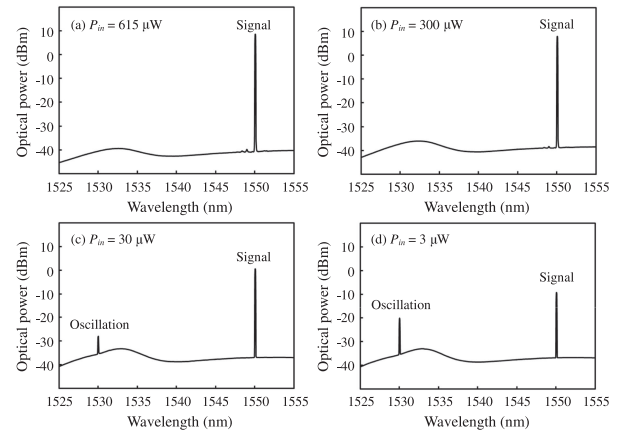 (a) P_in = 615 μW
Signal
Optical power (dBm)
10
0
-10
-20
-30
-40
1525 1530 1535 1540 1545 1550 1555
Wavelength (nm)
(b) P_in = 300 μW
Signal
Optical power (dBm)
10
0
-10
-20
-30
-40
1525 1530 1535 1540 1545 1550 1555
Wavelength (nm)
(c) P_in = 30 μW
Signal
Oscillation
Optical power (dBm)
10
0
-10
-20
-30
-40
1525 1530 1535 1540 1545 1550 1555
Wavelength (nm)
(d) P_in = 3 μW
Signal
Oscillation
Optical power (dBm)
10
0
-10
-20
-30
-40
1525 1530 1535 1540 1545 1550 1555
Wavelength (nm)